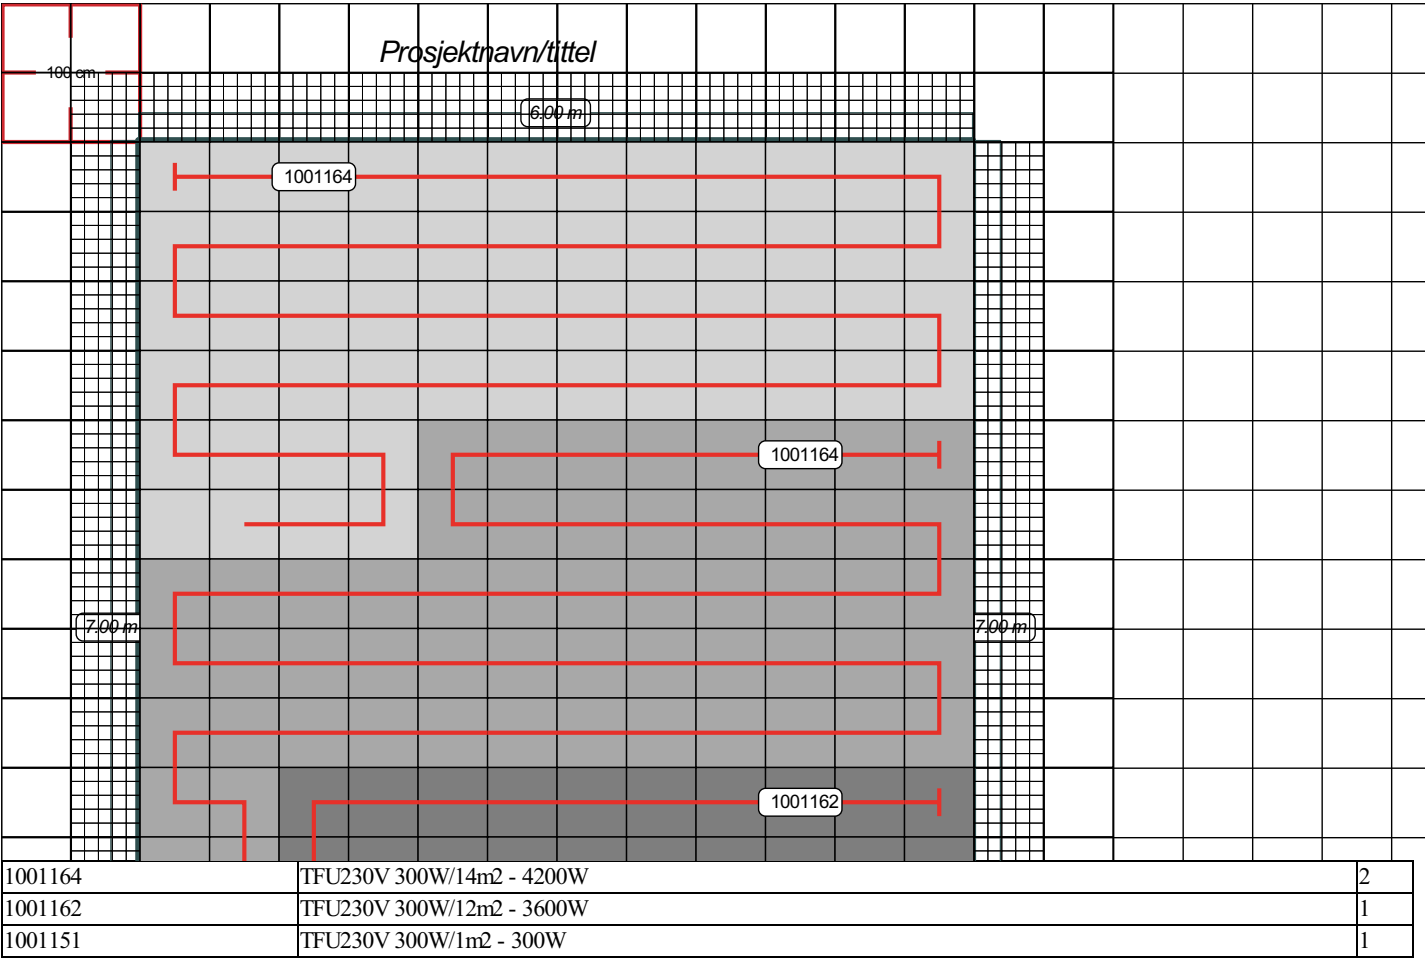 Prosjektnavn/tittel
100 cm
6.00 m
1001164
1001164
7.00 m
7.00 m
1001162
1001164 TFU230V 300W/14m2 - 4200W 2
1001162 TFU230V 300W/12m2 - 3600W 1
1001151 TFU230V 300W/1m2 - 300W 1